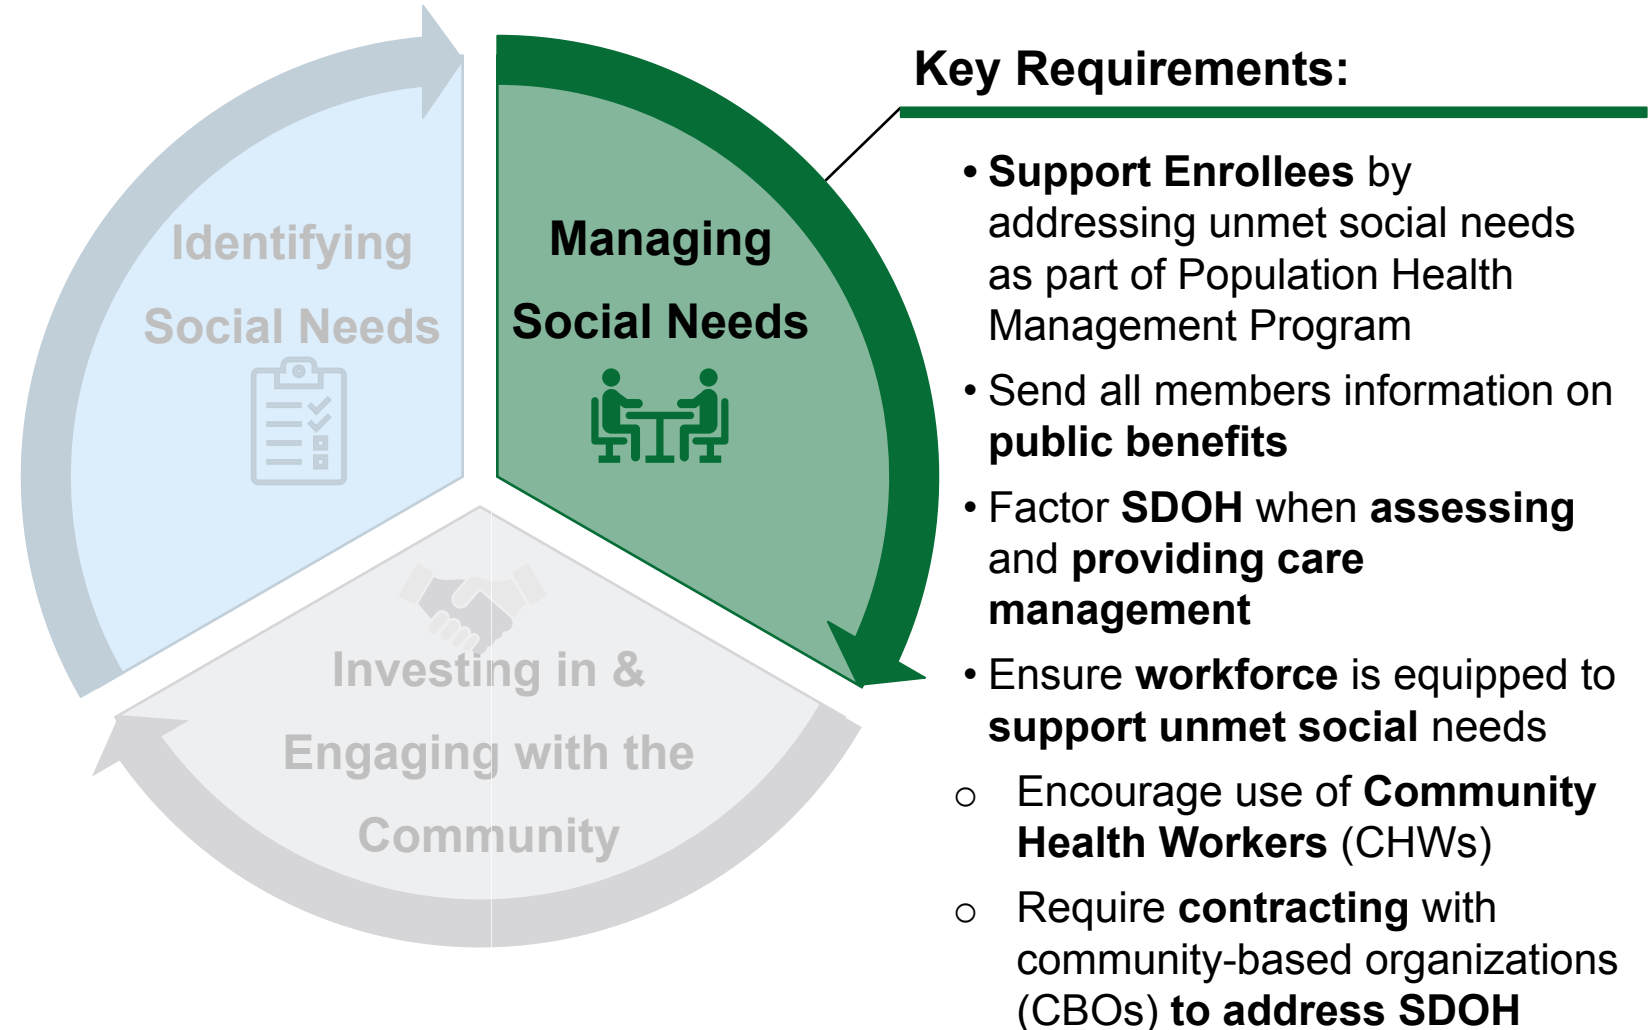 Identifying
Social Needs
Managing
Social Needs
Investing in &
Engaging with the
Community
Key Requirements:
• Support Enrollees by
addressing unmet social needs
as part of Population Health
Management Program
• Send all members information on
public benefits
• Factor SDOH when assessing
and providing care
management
• Ensure workforce is equipped to
support unmet social needs
o Encourage use of Community
Health Workers (CHWs)
o Require contracting with
community-based organizations
(CBOs) to address SDOH